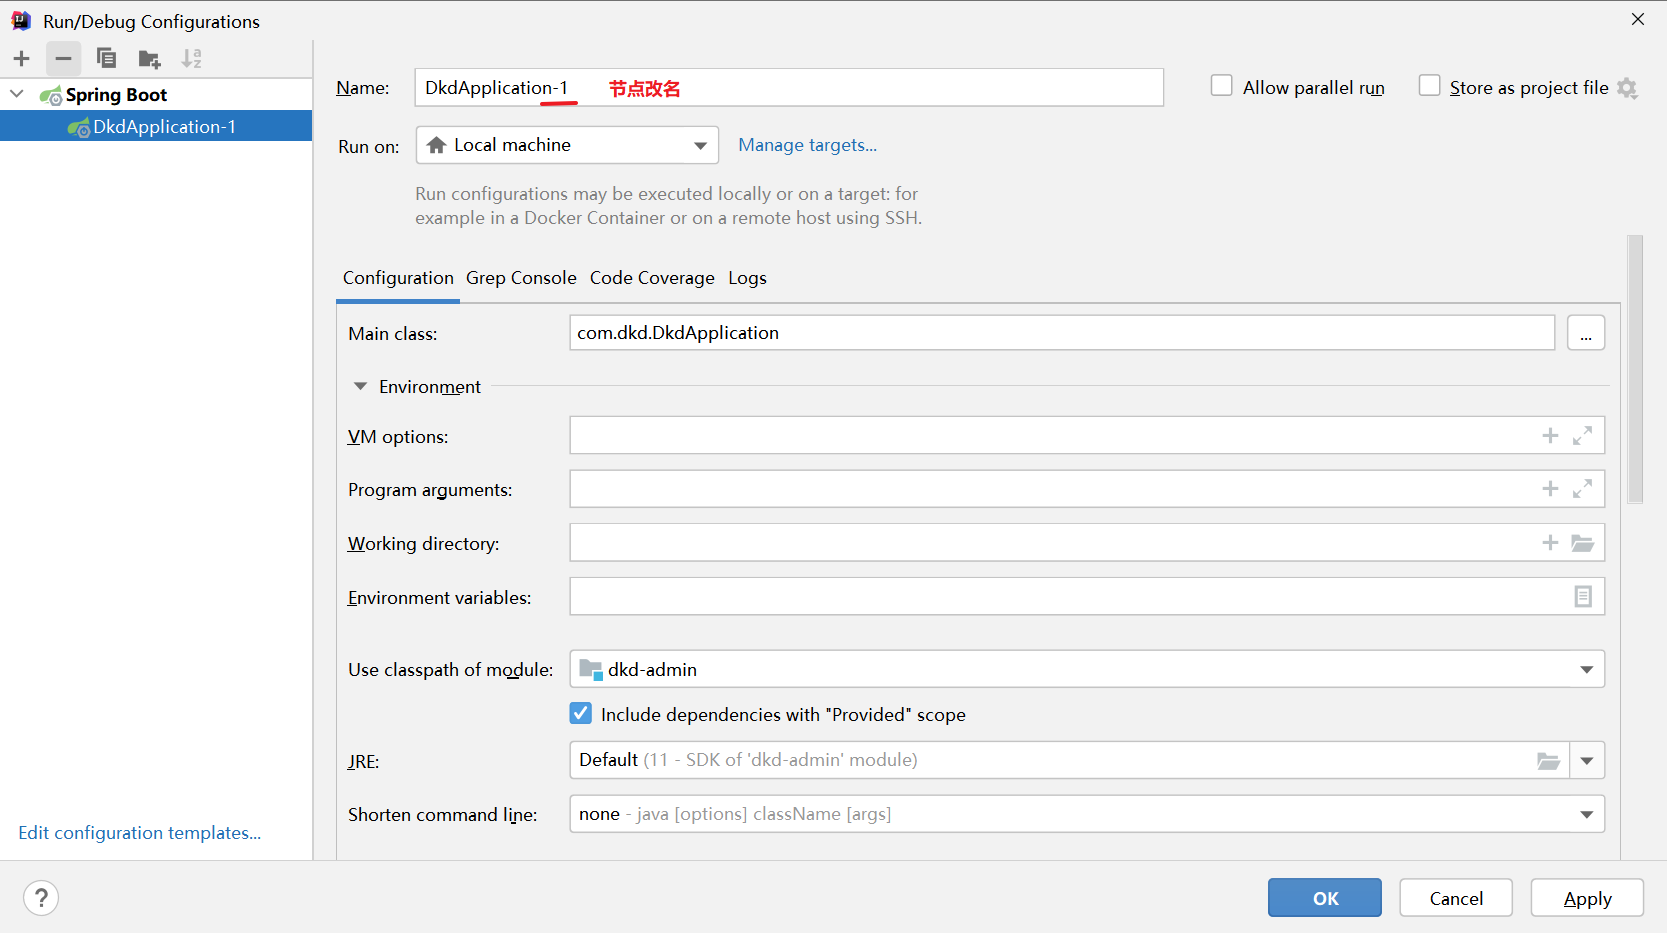 Run/Debug Configurations
Spring Boot
DkdApplication-1
Edit configuration templates...
Name: DkdApplication-1 节点改名
Allow parallel run
Store as project file
Run on: Local machine Manage targets...
Run configurations may be executed locally or on a target: for
example in a Docker Container or on a remote host using SSH.
Configuration Grep Console Code Coverage Logs
Main class: com.dkd.DkdApplication ...
Environment
VM options:
Program arguments:
Working directory:
Environment variables:
Use classpath of module: dkd-admin
Include dependencies with "Provided" scope
JRE: Default (11 - SDK of 'dkd-admin' module)
Shorten command line: none - java [options] className [args]
? OK Cancel Apply